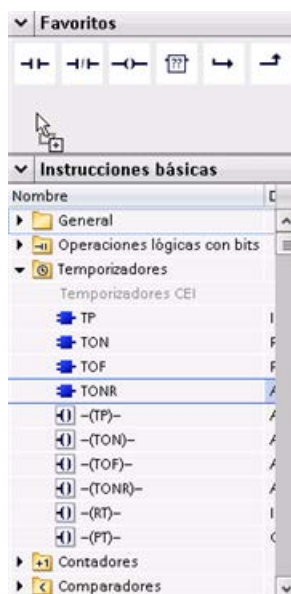 Favoritos
??
Instrucciones básicas
Nombre
General
Operaciones lógicas con bits
Temporizadores
Temporizadores CEI
TP
TON
TOF
TONR
–(TP)–
–(TON)–
–(TOF)–
–(TONR)–
–(RT)–
–(PT)–
+1 Contadores
Comparadores